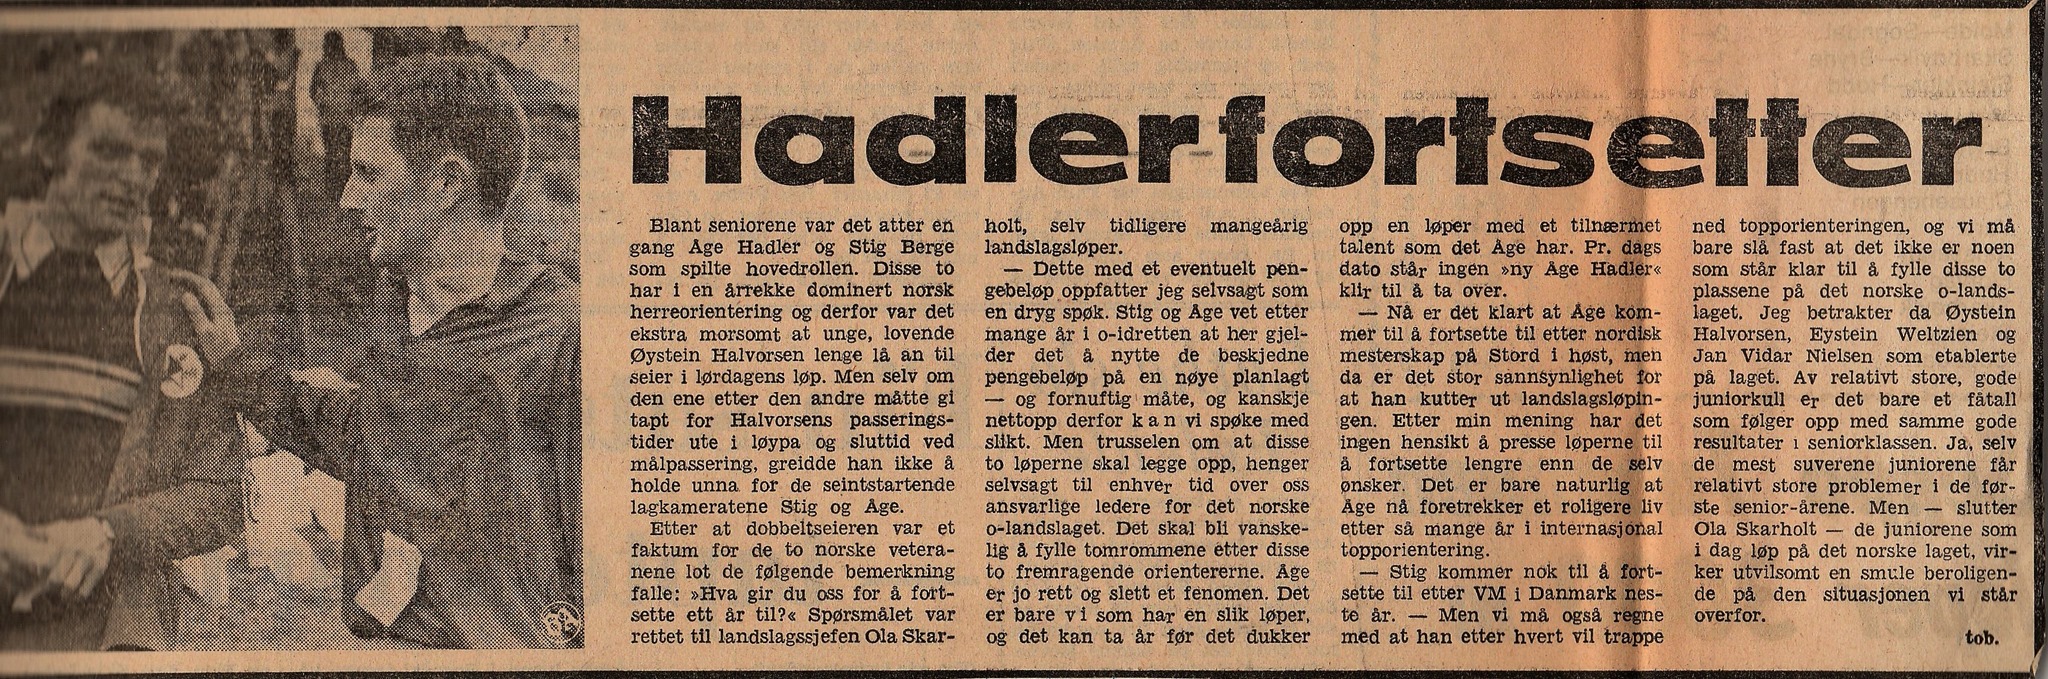 Hadler fortsetter
Blant seniorene var det atter en
gang Åge Hadler og Stig Berge
som spilte hovedrollen. Disse to
har i en årrekke dominert norsk
herreorientering og derfor var det
ekstra morsomt at unge, lovende
Øystein Halvorsen lenge lå an til
seier i lørdagens løp. Men selv om
den ene etter den andre måtte gi
tapt for Halvorsens passerings-
tider ute i løypa og sluttid ved
målpassering, greidde han ikke å
holde unna for de seintstartende
lagkameratene Stig og Åge.
Etter at dobbeltseieren var et
faktum for de to norske vetera-
nene lot de følgende bemerkning
falle: »Hva gir du oss for å fort-
sette ett år til?« Spørsmålet var
rettet til landslagssjefen Ola Skar-
holt, selv tidligere mangeårig
landslagsløper.
— Dette med et eventuelt pen-
gebeløp oppfatter jeg selvsagt som
en dryg spøk. Stig og Åge vet etter
mange år i o-idretten at her gjel-
der det å nytte de beskjedne
pengebeløp på en nøye planlagt
— og fornuftig måte, og kanskje
nettopp derfor k a n vi spøke med
slikt. Men trusselen om at disse
to løperne skal legge opp, henger
selvsagt til enhver tid over oss
ansvarlige ledere for det norske
o-landslaget. Det skal bli vanske-
lig å fylle tomrommene etter disse
to fremragende orientererne. Åge
er jo rett og slett et fenomen. Det
er bare v i som har en slik løper,
og det kan ta år før det dukker
opp en løper med et tilnærmet
talent som det Åge har. Pr. dags
dato står ingen »ny Åge Hadler«
klir til å ta over.
— Nå er det klart at Åge kom-
mer til å fortsette til etter nordisk
mesterskap på Stord i høst, men
da er det stor sannsynlighet for
at han kutter ut landslagsløpin-
gen. Etter min mening har det
ingen hensikt å presse løperne til
å fortsette lengre enn de selv
ønsker. Det er bare naturlig at
Åge nå foretrekker et roligere liv
etter så mange år i internasjonal
topporientering.
— Stig kommer nok til å fort-
sette til etter VM i Danmark nes-
te år. — Men vi må også regne
med at han etter hvert vil trappe
ned topporienteringen, og vi må
bare slå fast at det ikke er noen
som står klar til å fylle disse to
plassene på det norske o-lands-
laget. Jeg betrakter da Øystein
Halvorsen, Eystein Weltzien og
Jan Vidar Nielsen som etablerte
på laget. Av relativt store, gode
juniorkull er det bare et fåtall
som følger opp med samme gode
resultater i seniorklassen. Ja, selv
de mest suverene juniorene får
relativt store problemer i de før-
ste senior-årene. Men — slutter
Ola Skarholt — de juniorene som
i dag løp på det norske laget, vir-
ker utvilsomt en smule beroligen-
de på den situasjonen vi står
overfor.
tob.